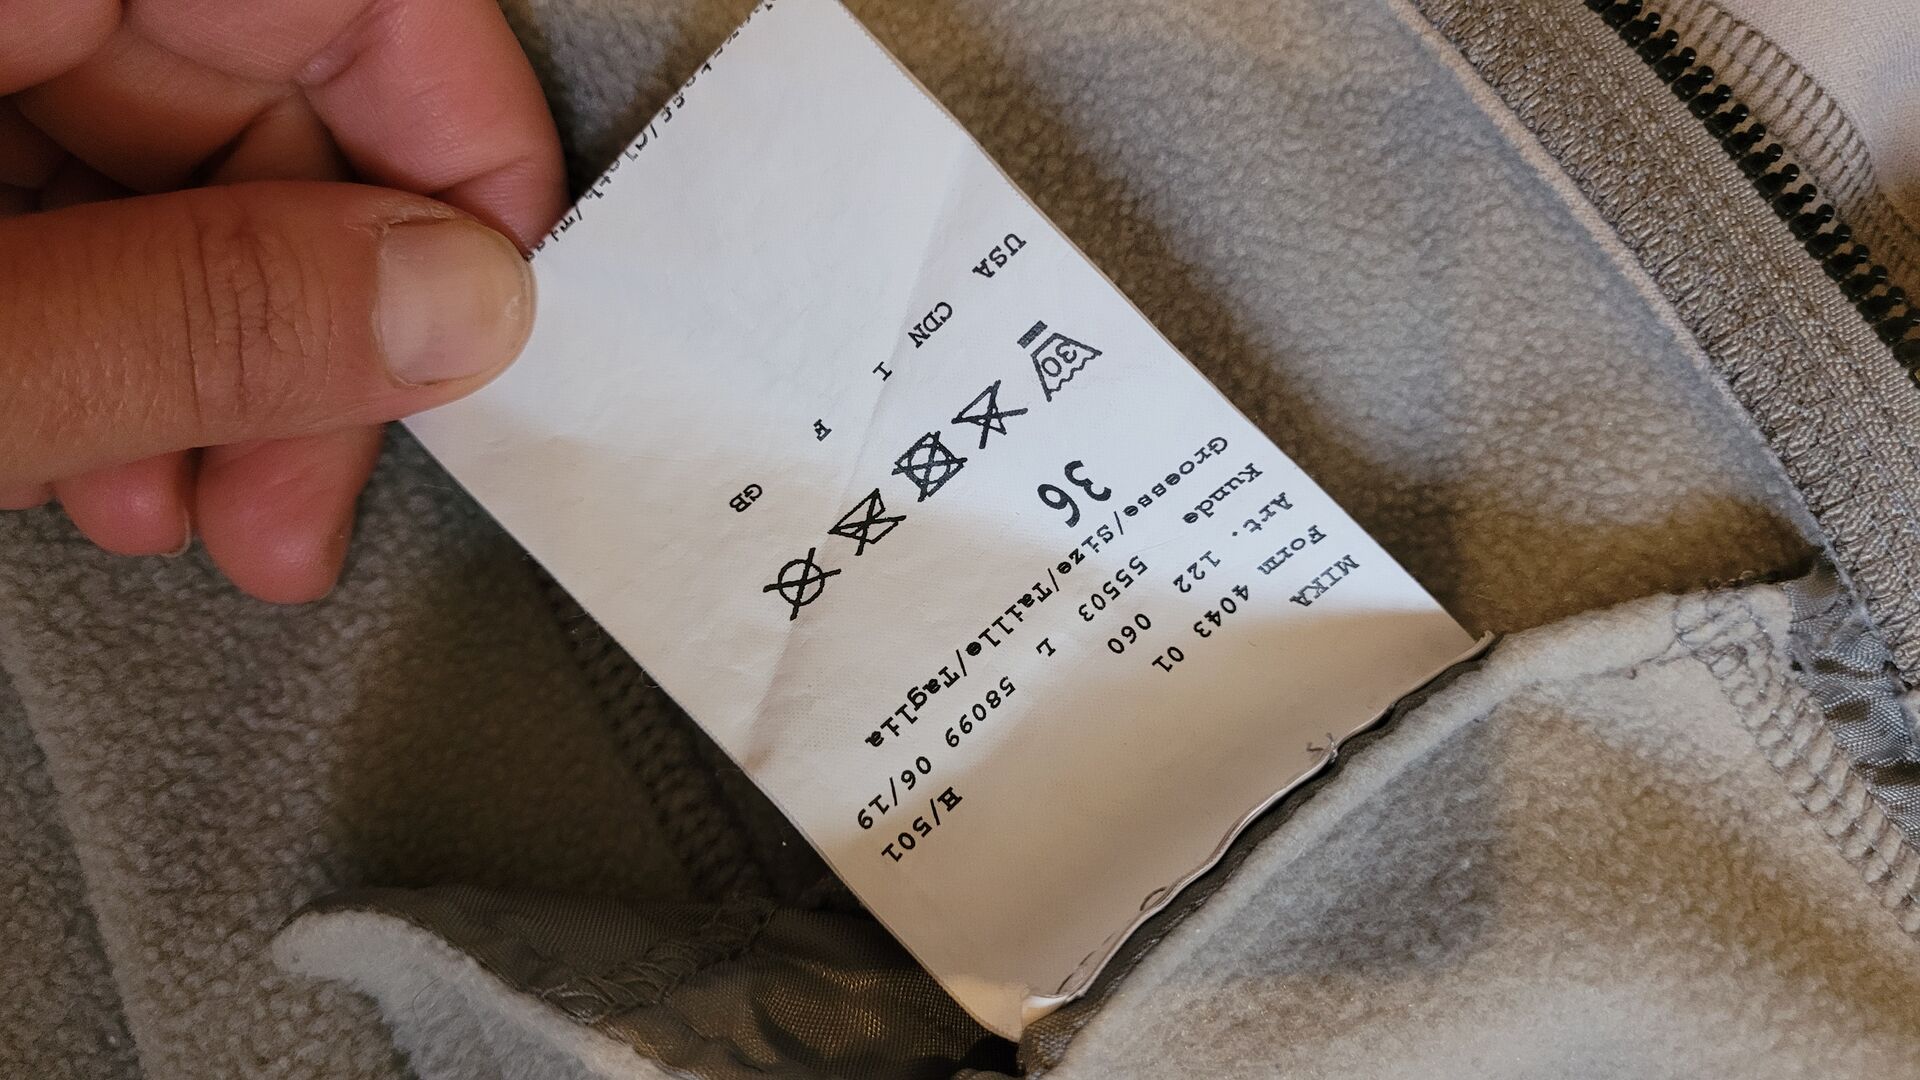 MIKA
Form 4043 01
Art. 122 060 H/501
Kunde 55503 L 58099 06/19
Groesse/Size/Taille/Taglia
36
30
USA CDN I F GB